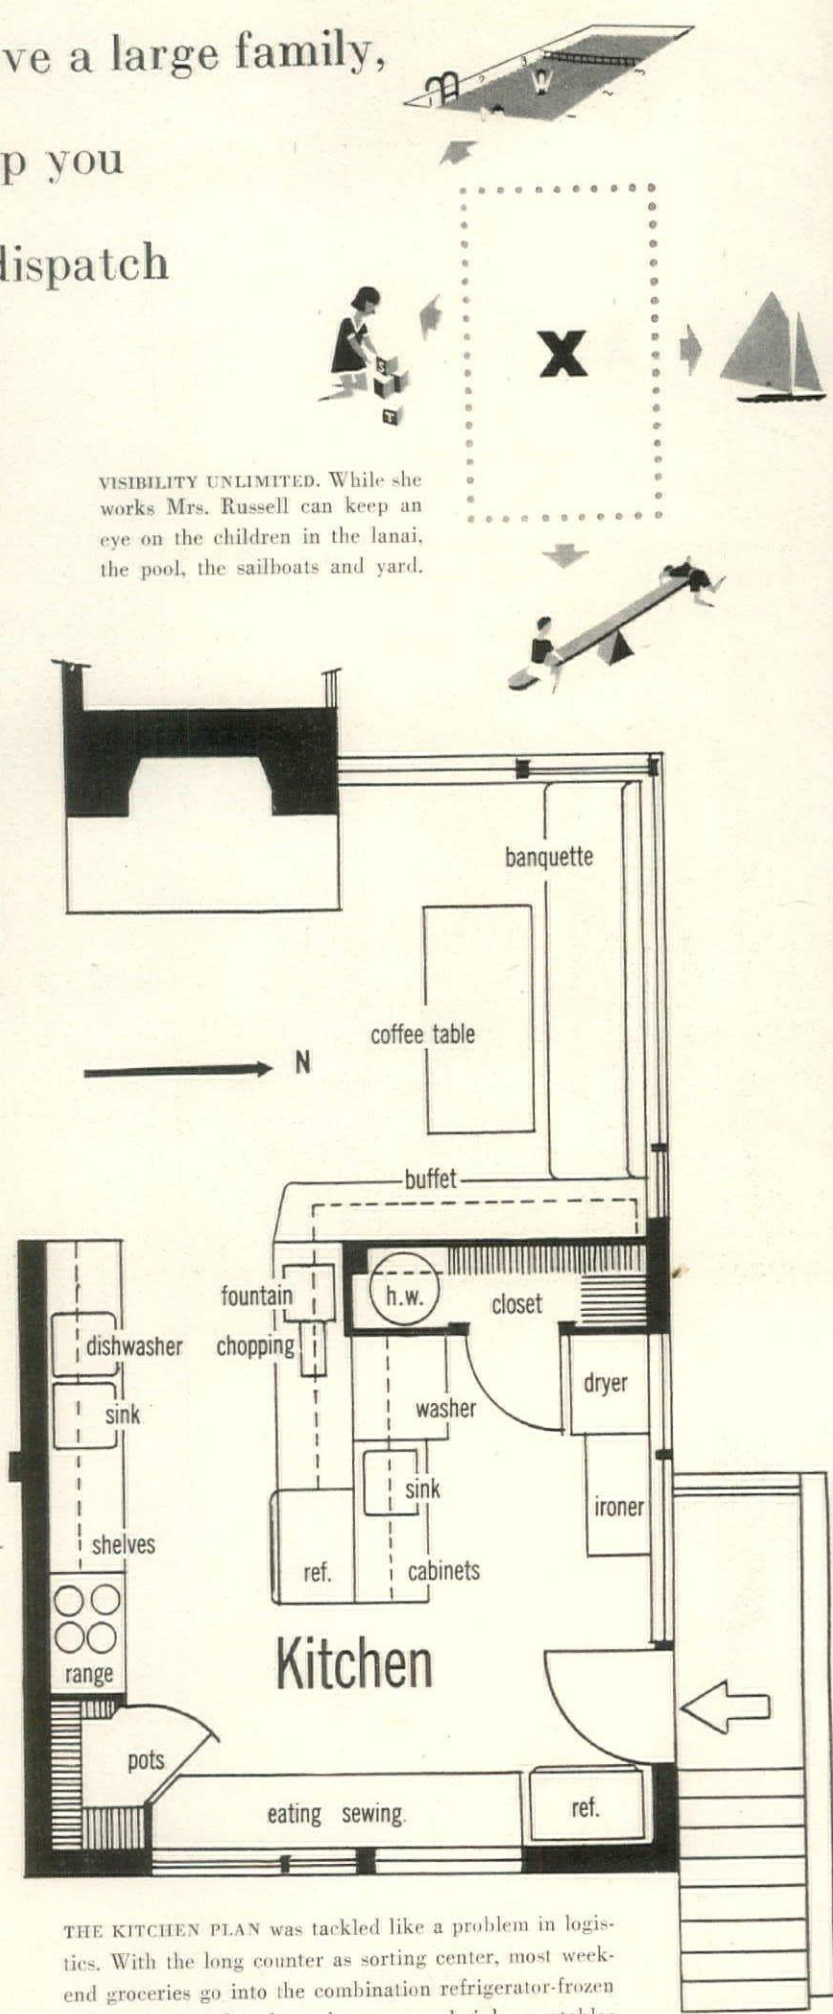 ve a large family,
p you
dispatch
X
S
T
VISIBILITY UNLIMITED. While she
works Mrs. Russell can keep an
eye on the children in the lanai,
the pool, the sailboats and yard.
banquette
coffee table
N
buffet
fountain
h.w.
closet
dishwasher
chopping
dryer
sink
washer
sink
ironer
shelves
ref.
cabinets
Kitchen
range
pots
eating sewing.
ref.
THE KITCHEN PLAN was tackled like a problem in logis-
tics. With the long counter as sorting center, most week-
end groceries go into the combination refrigerator-frozen